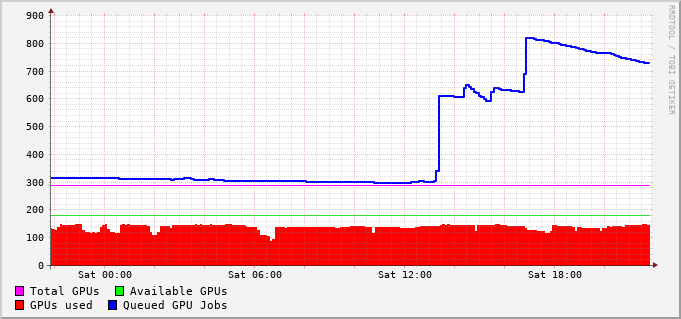 900
800
700
600
500
400
300
200
100
0
Sat 00:00 Sat 06:00 Sat 12:00 Sat 18:00
Total GPUs Available GPUs
GPUs used Queued GPU Jobs
RRDTOOL / TOBI OETIKER